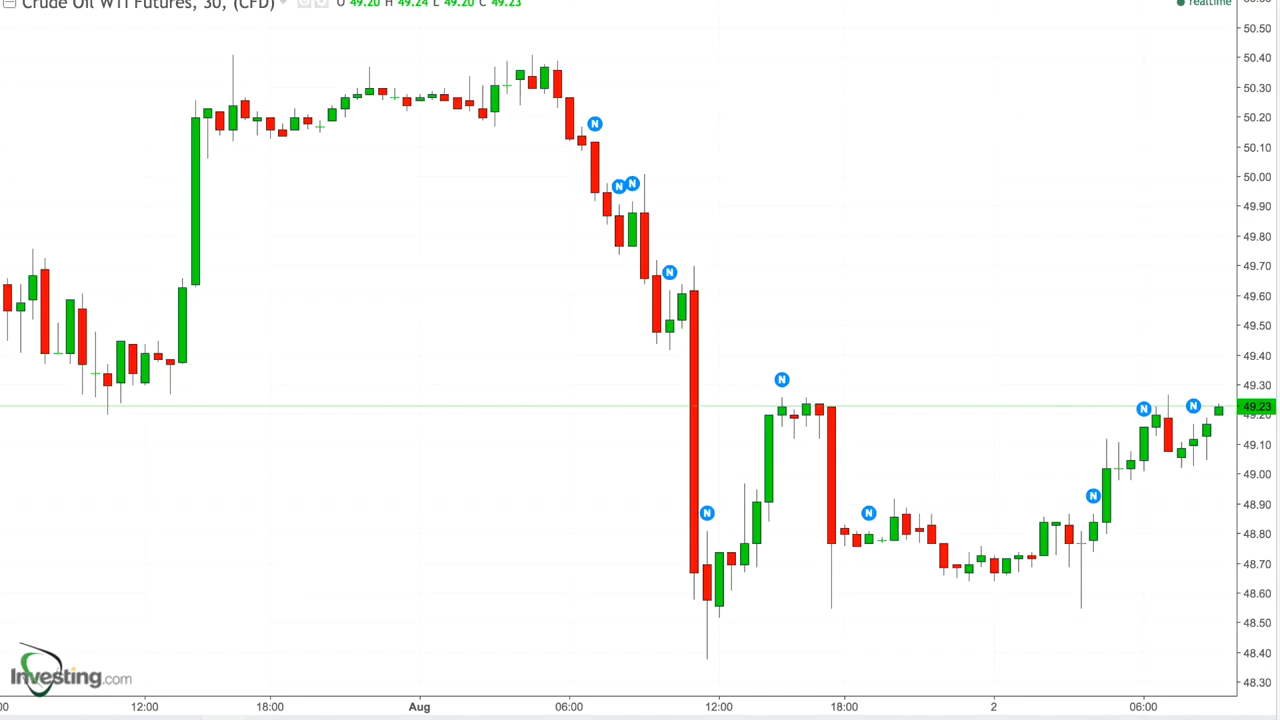 Crude Oil WTI Futures, 30, (CFD) O 49.20 H 49.24 L 49.20 C 49.23
realtime
50.50
50.40
N
50.30
50.20
50.10
N N
50.00
49.90
49.80
N
49.70
49.60
49.50
N
49.40
49.30
N N
49.23
49.20
49.10
49.00
N
48.90
N N
48.80
48.70
48.60
48.50
48.40
Investing.com
48.30
12:00 18:00 Aug 06:00 12:00 18:00 2 06:00